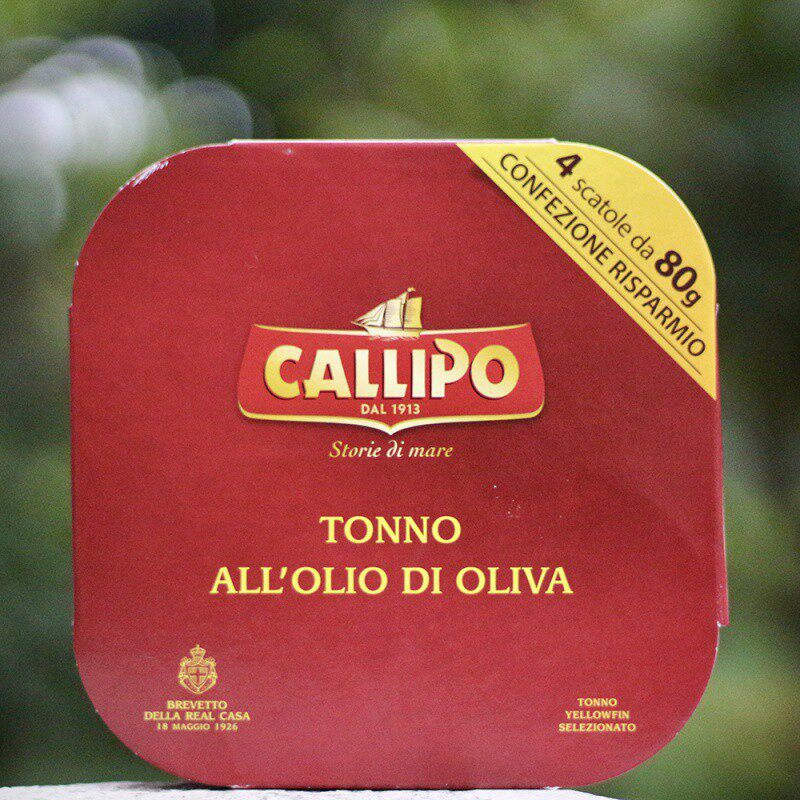 4 scatole da 80g
CONFEZIONE RISPARMIO
CALLIPO
DAL 1913
Storie di mare
TONNO
ALL'OLIO DI OLIVA
BREVETTO
DELLA REAL CASA
18 MAGGIO 1926
TONNO
YELLOWFIN
SELEZIONATO